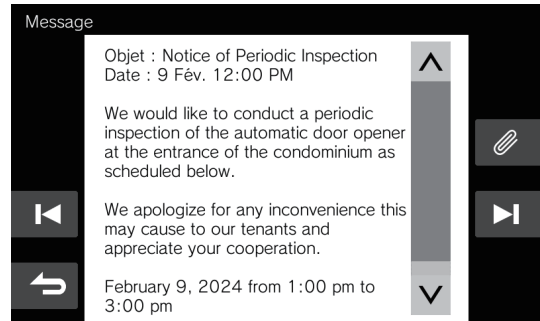 Message
Objet : Notice of Periodic Inspection
Date : 9 Fév. 12:00 PM
We would like to conduct a periodic
inspection of the automatic door opener
at the entrance of the condominium as
scheduled below.
We apologize for any inconvenience this
may cause to our tenants and
appreciate your cooperation.
February 9, 2024 from 1:00 pm to
3:00 pm